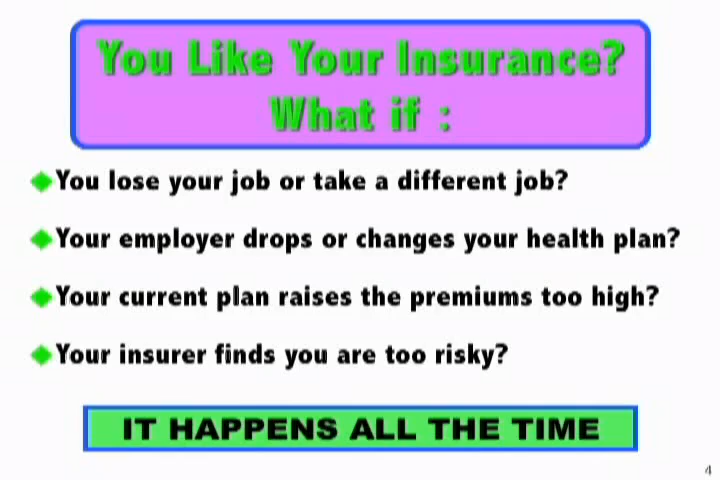 You Like Your Insurance?
What if :
You lose your job or take a different job?
Your employer drops or changes your health plan?
Your current plan raises the premiums too high?
Your insurer finds you are too risky?
IT HAPPENS ALL THE TIME
4